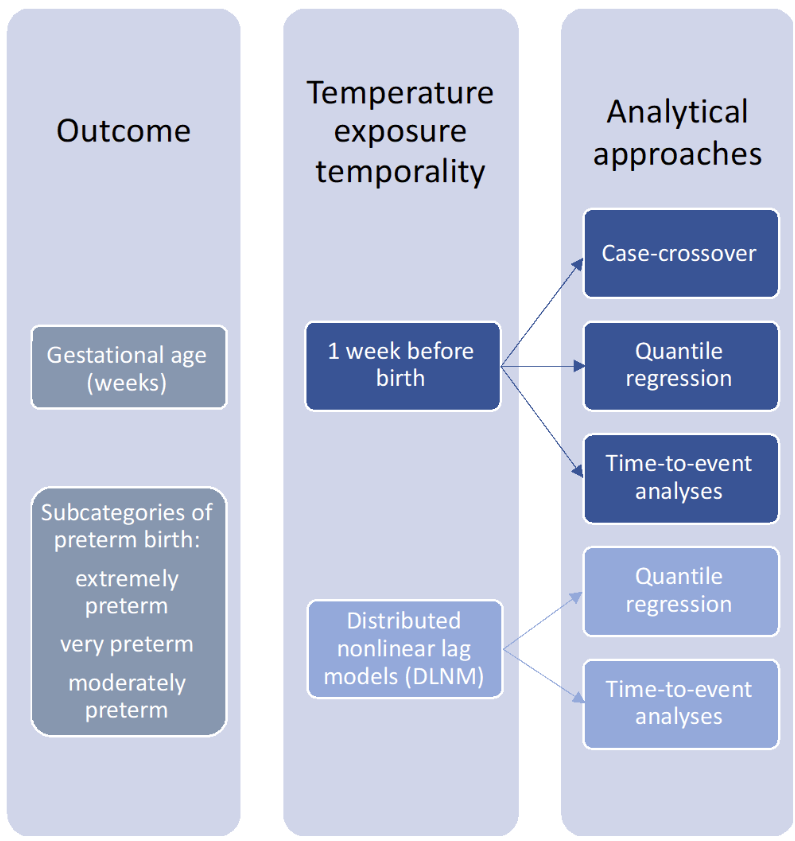 Outcome
Gestational age
(weeks)
Subcategories of
preterm birth:
extremely
preterm
very preterm
moderately
preterm
Temperature
exposure
temporality
1 week before
birth
Distributed
nonlinear lag
models (DLNM)
Analytical
approaches
Case-crossover
Quantile
regression
Time-to-event
analyses
Quantile
regression
Time-to-event
analyses